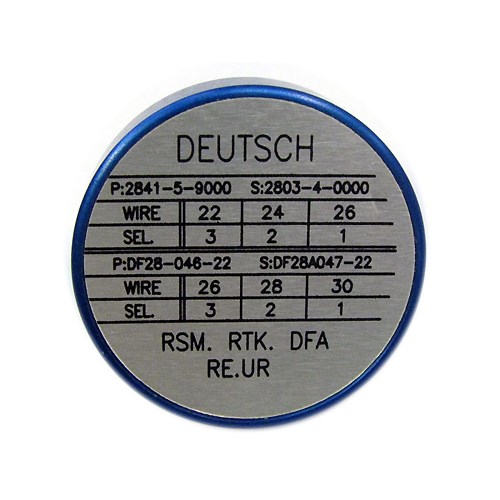 DEUTSCH
P:2841-5-9000 S:2803-4-0000
WIRE 22 24 26
SEL. 3 2 1
P:DF28-046-22 S:DF28A047-22
WIRE 26 28 30
SEL. 3 2 1
RSM. RTK. DFA
RE.UR